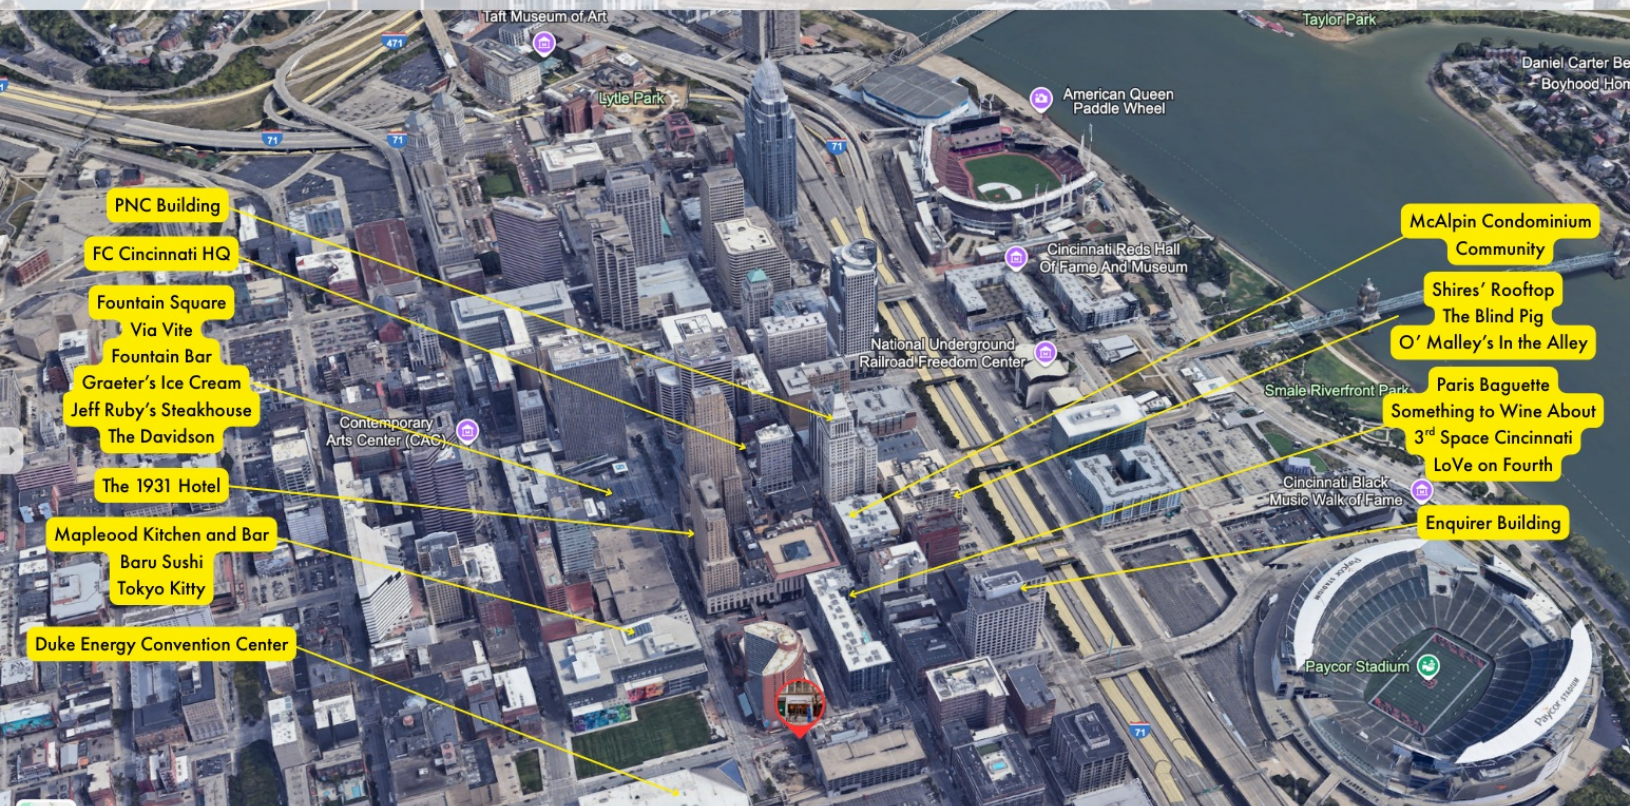 Taft Museum of Art
Taylor Park
471
Daniel Carter Be
Boyhood Hom
American Queen
Paddle Wheel
Lytle Park
71
71
71
PNC Building
McAlpin Condominium
Community
FC Cincinnati HQ
Cincinnati Reds Hall
Of Fame And Museum
Fountain Square
Via Vite
Fountain Bar
Graeter's Ice Cream
Jeff Ruby's Steakhouse
The Davidson
Shires' Rooftop
The Blind Pig
O' Malley's In the Alley
National Underground
Railroad Freedom Center
Smale Riverfront Park
Paris Baguette
Something to Wine About
3rd Space Cincinnati
LoVe on Fourth
Contemporary
Arts Center (CAC)
The 1931 Hotel
Cincinnati Black
Music Walk of Fame
Enquirer Building
Mapleood Kitchen and Bar
Baru Sushi
Tokyo Kitty
PAYCOR STADIUM
Duke Energy Convention Center
Paycor Stadium
Paycor STADIUM
71